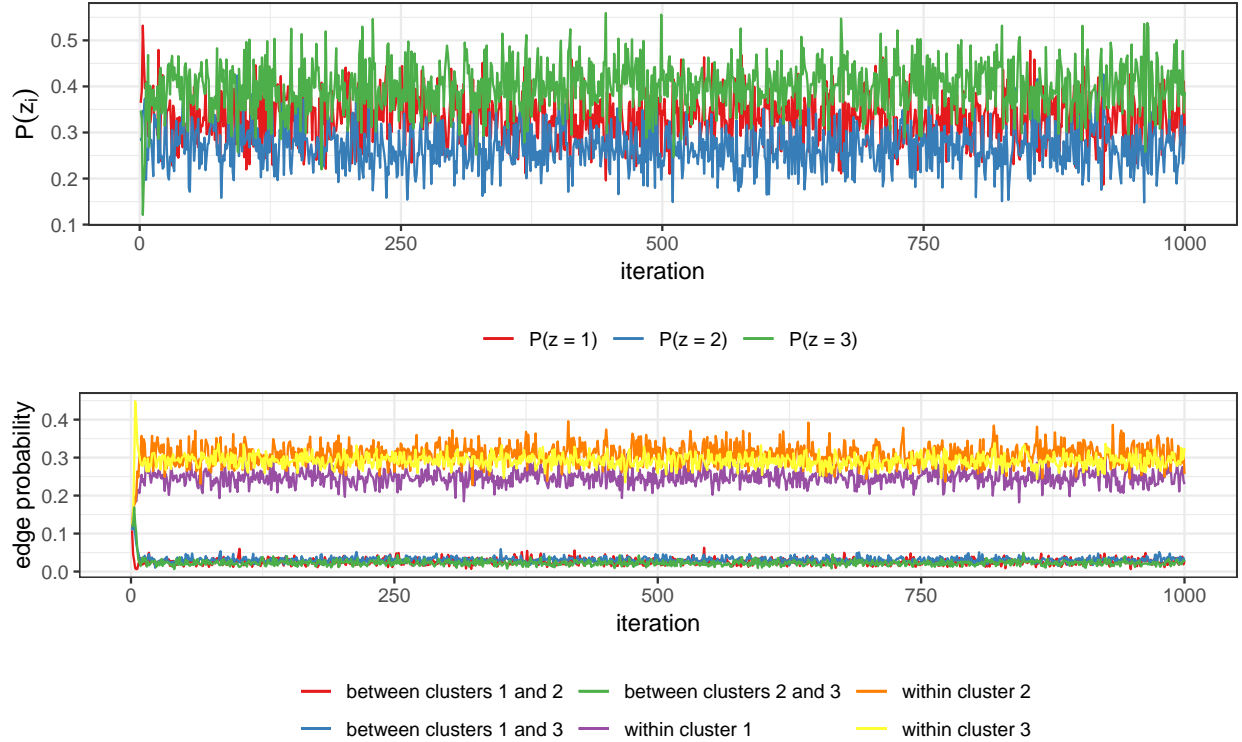 0.5
0.4
0.3
0.2
0.1
P(zᵢ)
0 250 500 750 1000
iteration
P(z = 1) P(z = 2) P(z = 3)
0.4
0.3
0.2
0.1
0.0
edge probability
0 250 500 750 1000
iteration
between clusters 1 and 2 between clusters 2 and 3 within cluster 2
between clusters 1 and 3 within cluster 1 within cluster 3